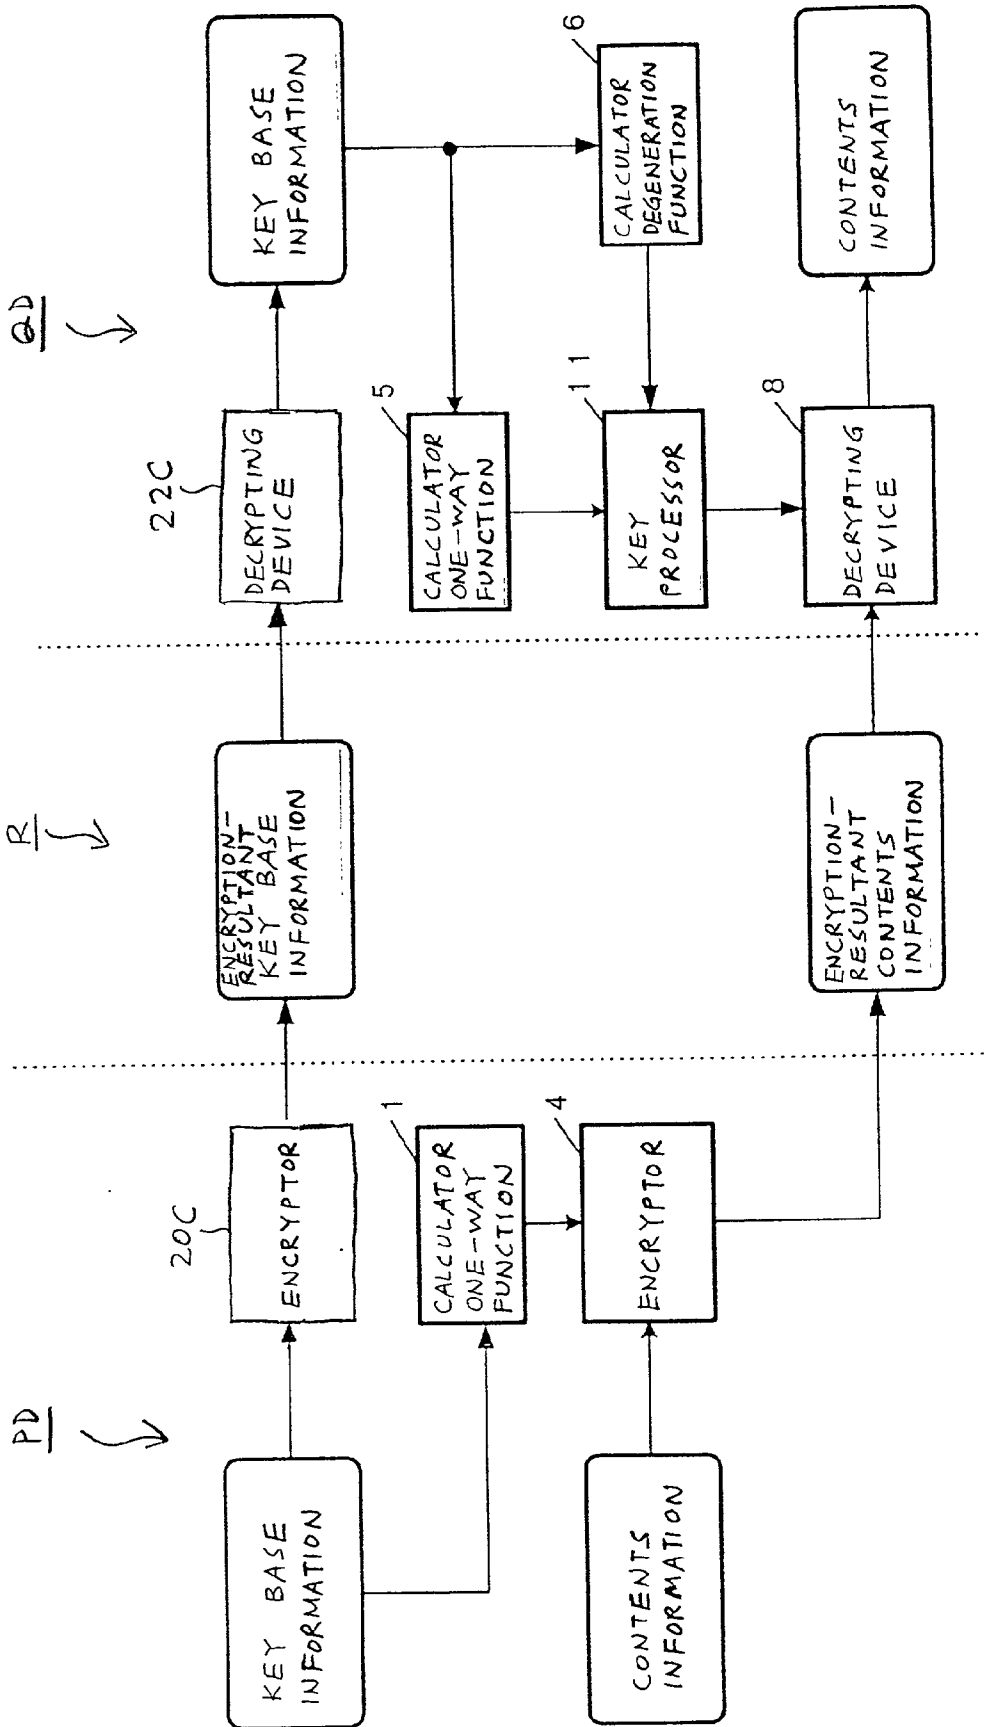 PD
R
QD
KEY BASE
INFORMATION
20C
ENCRYPTOR
ENCRYPTION-
RESULTANT
KEY BASE
INFORMATION
22C
DECRYPTING
DEVICE
KEY BASE
INFORMATION
1
CALCULATOR
ONE-WAY
FUNCTION
5
CALCULATOR
ONE-WAY
FUNCTION
6
CALCULATOR
DEGENERATION
FUNCTION
11
KEY
PROCESSOR
CONTENTS
INFORMATION
4
ENCRYPTOR
ENCRYPTION-
RESULTANT
CONTENTS
INFORMATION
8
DECRYPTING
DEVICE
CONTENTS
INFORMATION